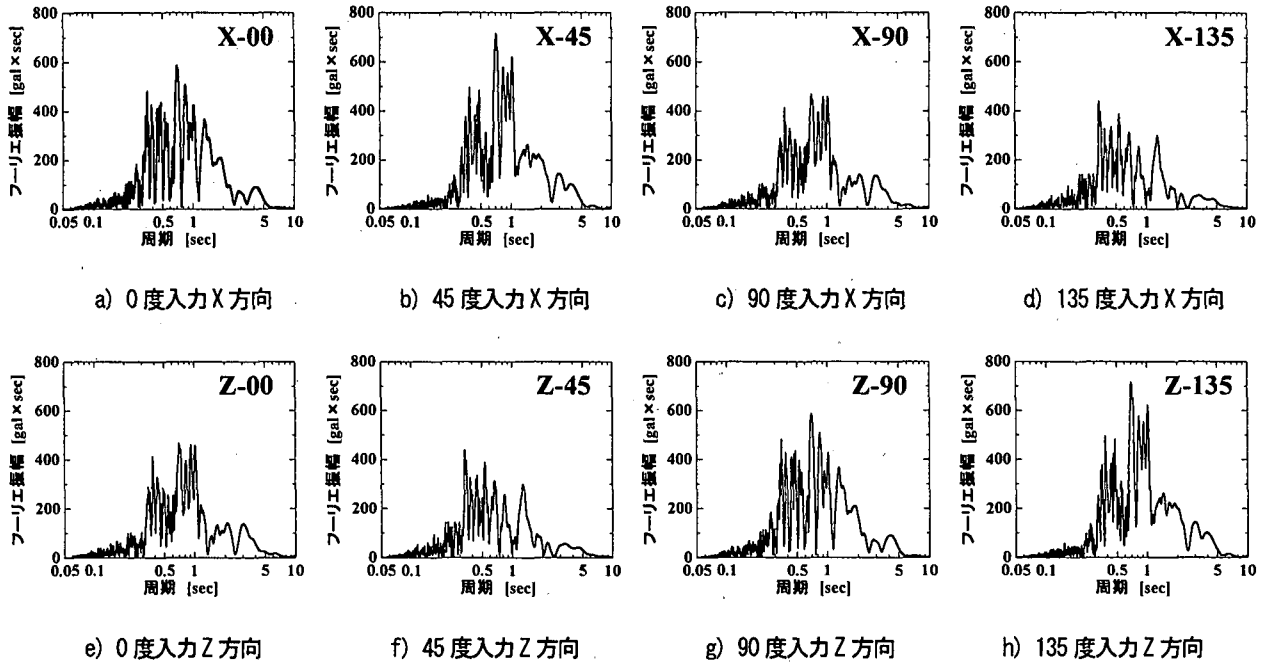 800
X-00
フーリエ振幅 [gal×sec]
600
400
200
0
0.05 0.1 0.5 1 5 10
周期 [sec]
a) 0度入力X方向
800
X-45
フーリエ振幅 [gal×sec]
600
400
200
0
0.05 0.1 0.5 1 5 10
周期 [sec]
b) 45度入力X方向
800
X-90
フーリエ振幅 [gal×sec]
600
400
200
0
0.05 0.1 0.5 1 5 10
周期 [sec]
c) 90度入力X方向
800
X-135
フーリエ振幅 [gal×sec]
600
400
200
0
0.05 0.1 0.5 1 5 10
周期 [sec]
d) 135度入力X方向
800
Z-00
フーリエ振幅 [gal×sec]
600
400
200
0
0.05 0.1 0.5 1 5 10
周期 [sec]
e) 0度入力Z方向
800
Z-45
フーリエ振幅 [gal×sec]
600
400
200
0
0.05 0.1 0.5 1 5 10
周期 [sec]
f) 45度入力Z方向
800
Z-90
フーリエ振幅 [gal×sec]
600
400
200
0
0.05 0.1 0.5 1 5 10
周期 [sec]
g) 90度入力Z方向
800
Z-135
フーリエ振幅 [gal×sec]
600
400
200
0
0.05 0.1 0.5 1 5 10
周期 [sec]
h) 135度入力Z方向